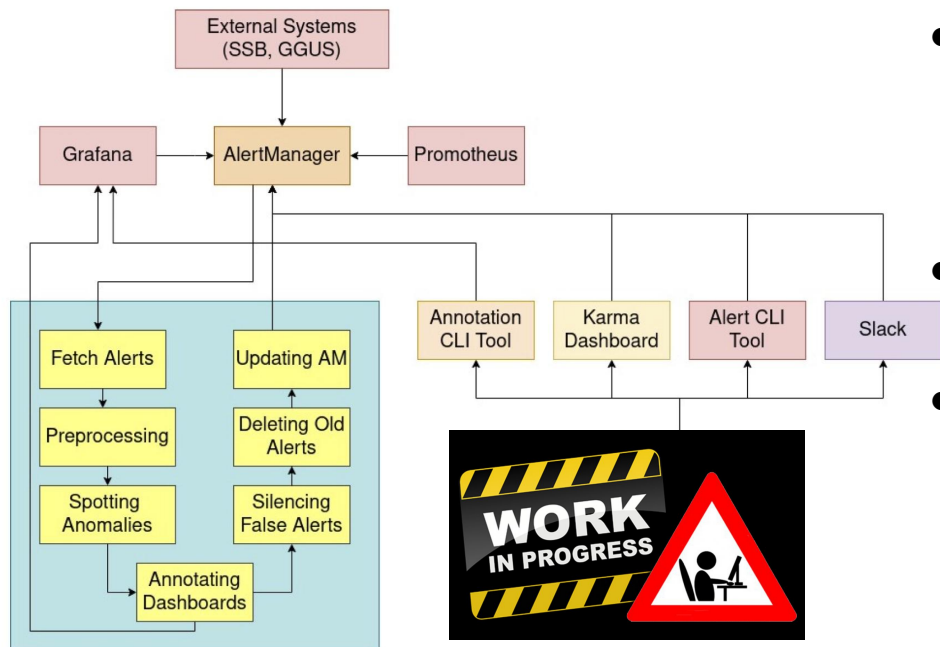 External Systems
(SSB, GGUS)
Grafana
AlertManager
Promotheus
Annotation
CLI Tool
Karma
Dashboard
Alert CLI
Tool
Slack
Fetch Alerts
Updating AM
Preprocessing
Deleting Old
Alerts
Spotting
Anomalies
Silencing
False Alerts
Annotating
Dashboards
WORK
IN PROGRESS